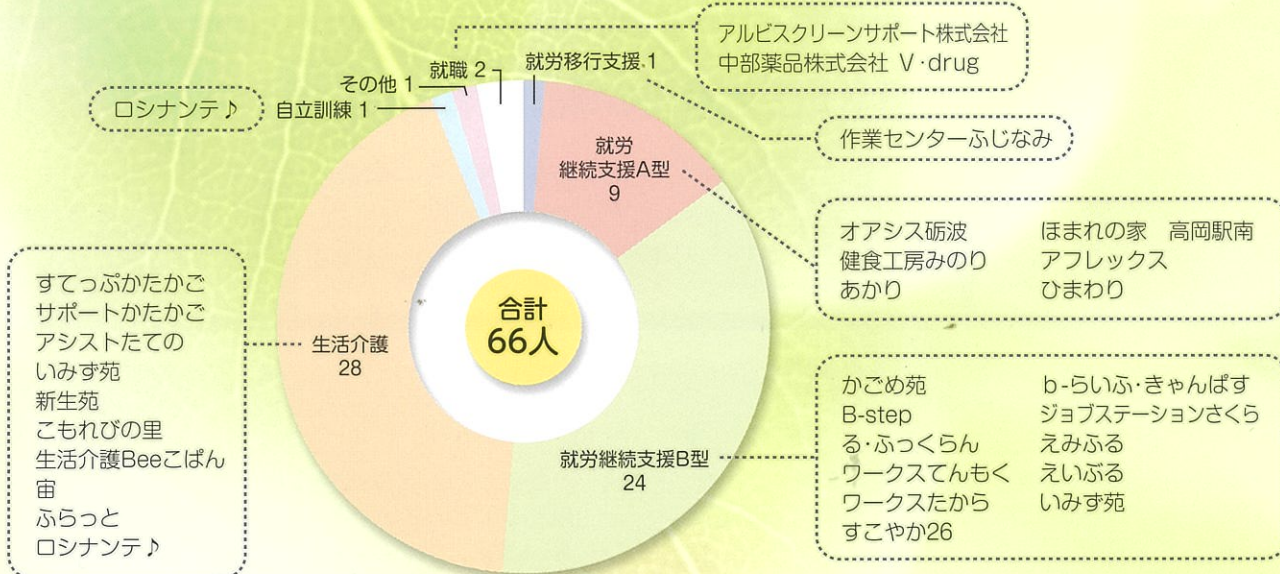 アルビスクリーンサポート株式会社
中部薬品株式会社 V·drug
就労移行支援 1
就職 2
その他 1
自立訓練 1
ロシナンテ♪
作業センターふじなみ
就労
継続支援A型
9
オアシス砺波 ほまれの家 高岡駅南
健食工房みのり アフレックス
あかり ひまわり
合計
66人
生活介護
28
すてっぷかたかご
サポートかたかご
アシストたての
いみず苑
新生苑
こもれびの里
生活介護Beeこぱん
宙
ふらっと
ロシナンテ♪
就労継続支援B型
24
かごめ苑 b-らいふ・きゃんぱす
B-step ジョブステーションさくら
る・ふっくらん えみふる
ワークスてんもく えいぶる
ワークスたから いみず苑
すこやか26